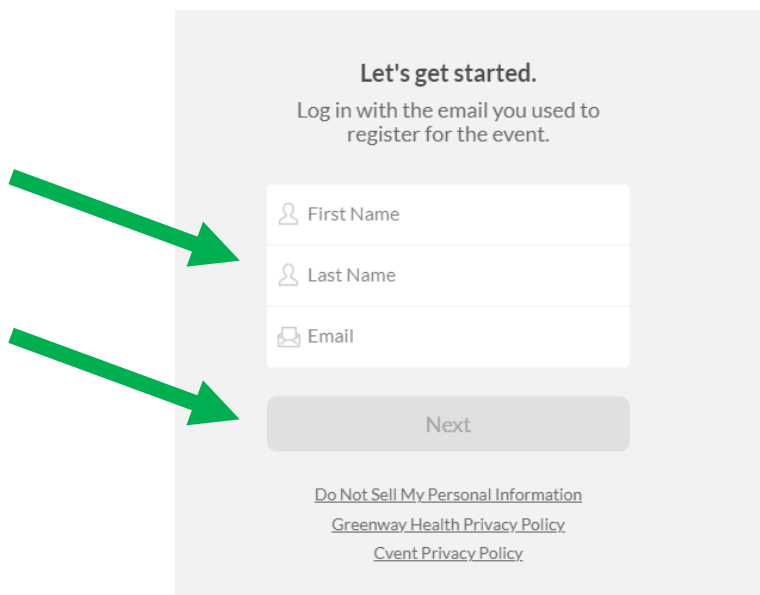 Let's get started.
Log in with the email you used to
register for the event.
First Name
Last Name
Email
Next
Do Not Sell My Personal Information
Greenway Health Privacy Policy
Cvent Privacy Policy